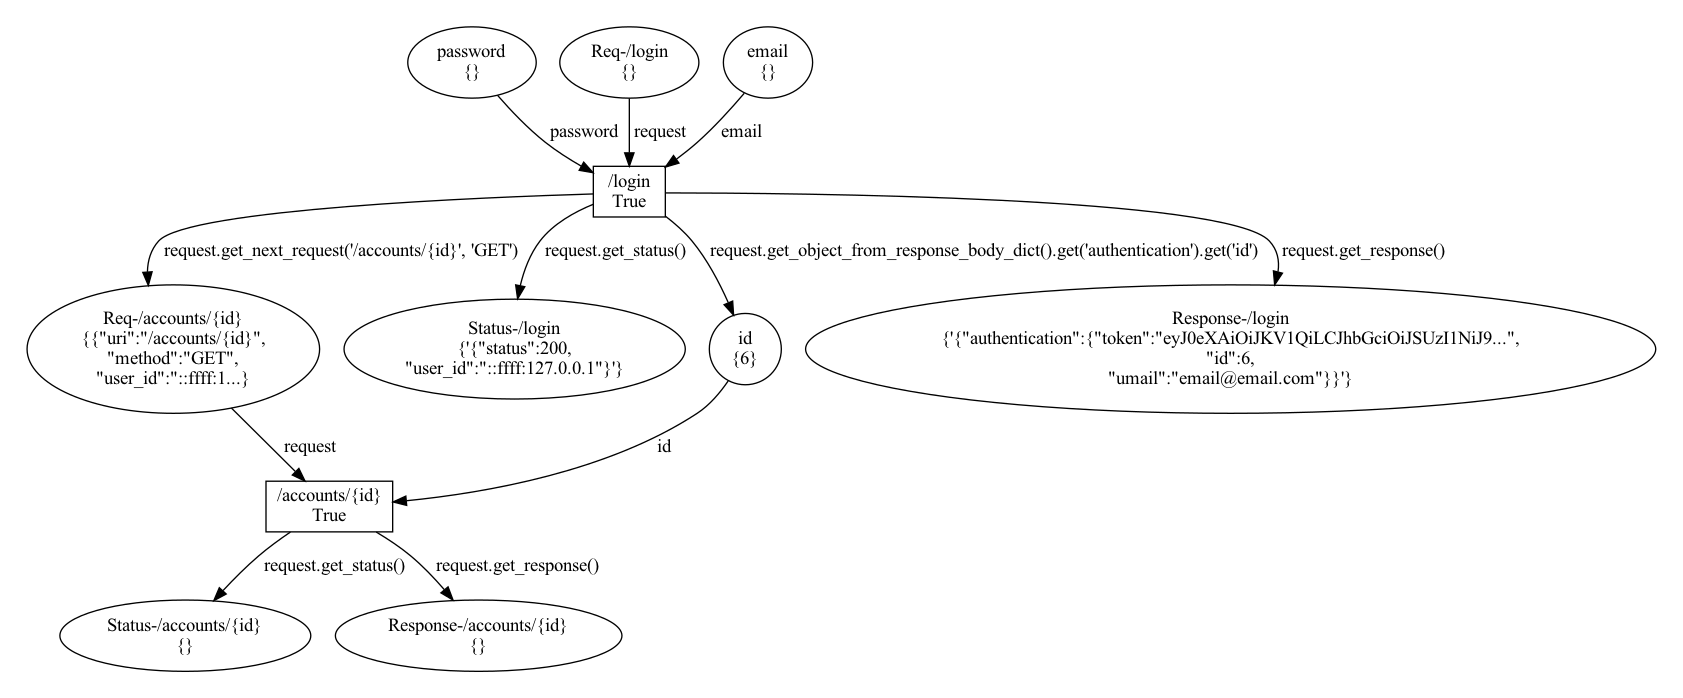 password
{}
Req-/login
{}
email
{}
password
request
email
/login
True
request.get_next_request('/accounts/{id}', 'GET')
request.get_status()
request.get_object_from_response_body_dict().get('authentication').get('id')
request.get_response()
Req-/accounts/{id}
{{"uri":"/accounts/{id}",
"method":"GET",
"user_id":"::ffff:1...}
Status-/login
{'{"status":200,
"user_id":"::ffff:127.0.0.1"}'}
id
{6}
Response-/login
{'{"authentication":{"token":"eyJ0eXAiOiJKV1QiLCJhbGciOiJSUzI1NiJ9...",
"id":6,
"umail":"email@email.com"}}'}
request
id
/accounts/{id}
True
request.get_status()
request.get_response()
Status-/accounts/{id}
{}
Response-/accounts/{id}
{}